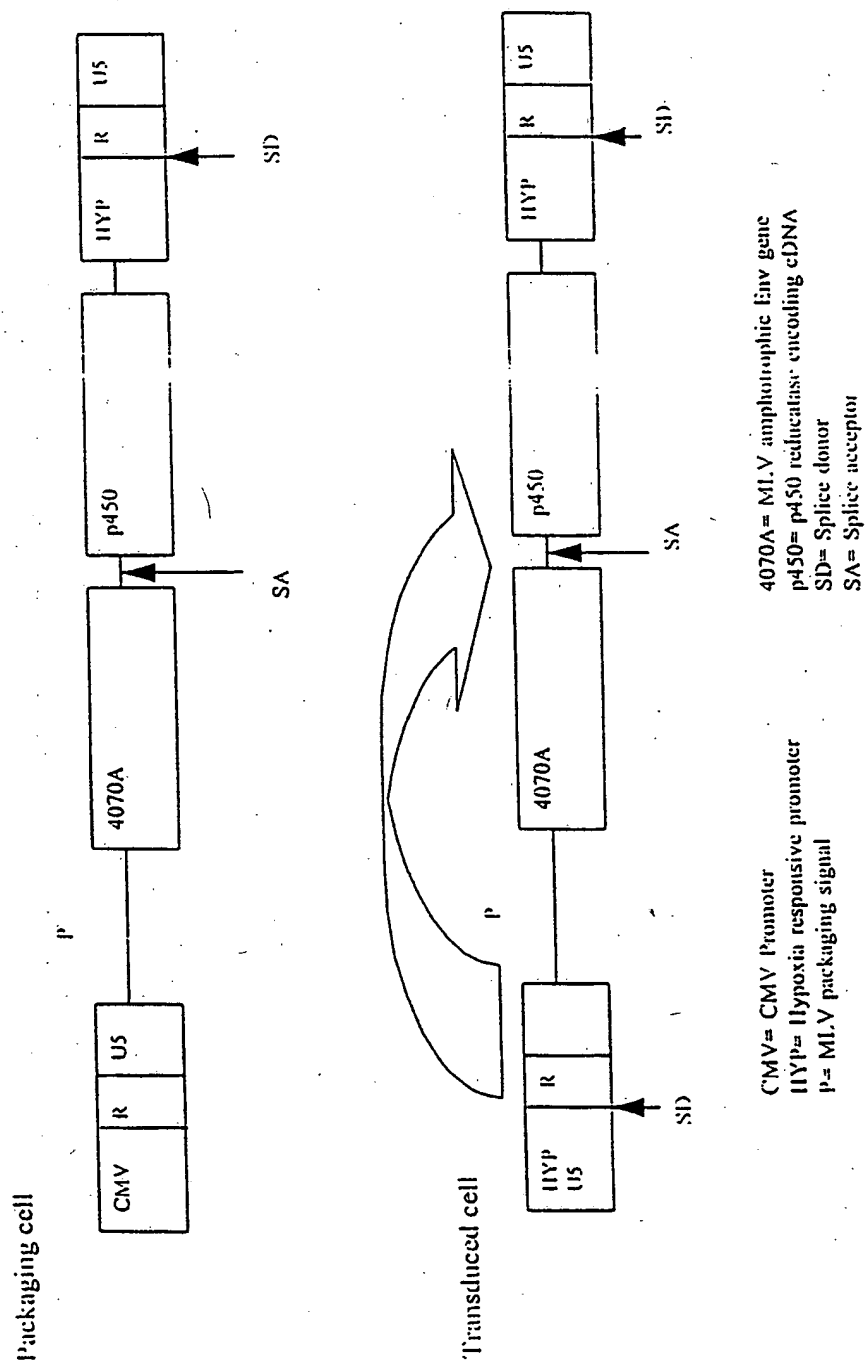 Packaging cell
P
CMV
R
U5
4070A
p450
HYP
R
U5
SA
SD
Transduced cell
P
HYP
U5
R
4070A
p450
HYP
R
U5
SD
SA
SD
CMV= CMV Promoter
HYP= Hypoxia responsive promoter
P= MLV packaging signal
4070A= MLV amphotrophic Env gene
p450= p450 reducatase encoding cDNA
SD= Splice donor
SA= Splice acceptor